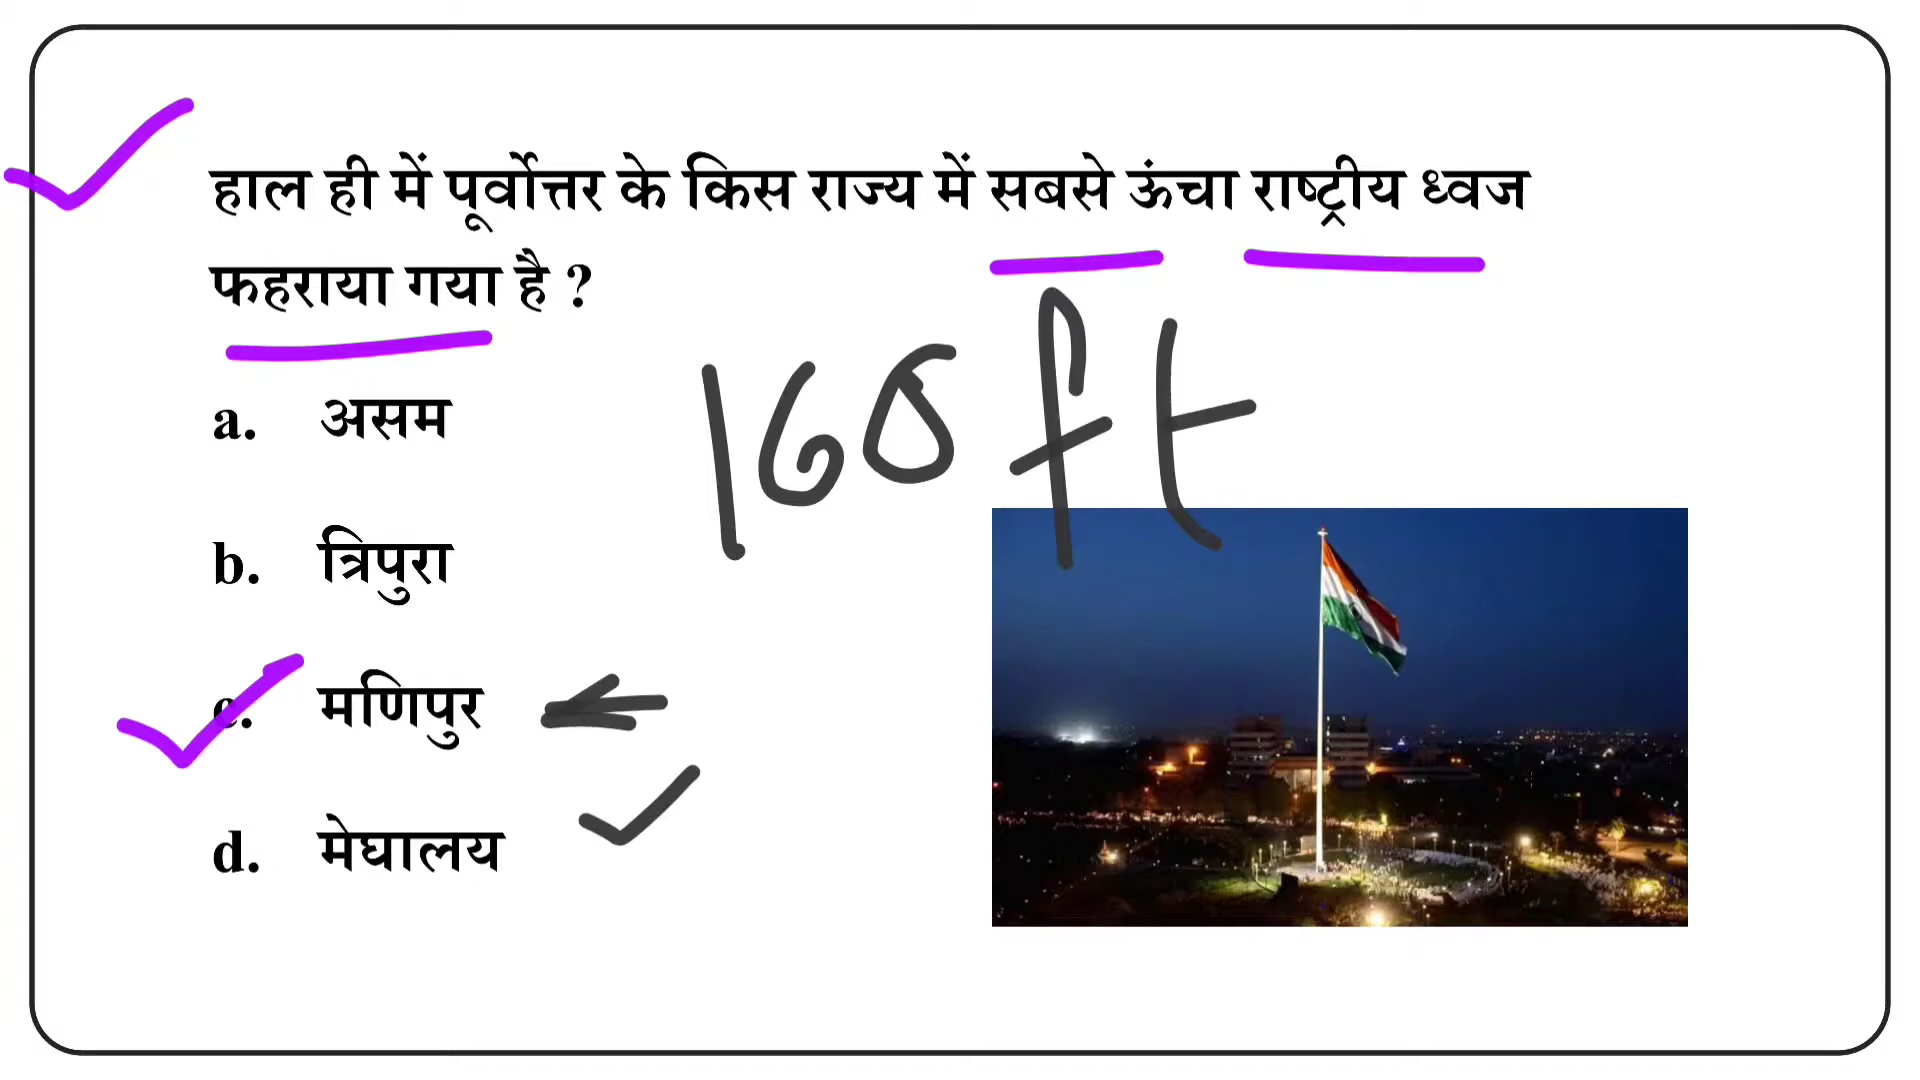 हाल ही में पूर्वोत्तर के किस राज्य में सबसे ऊंचा राष्ट्रीय ध्वज
फहराया गया है ?
160 ft
a. असम
b. त्रिपुरा
c. मणिपुर
d. मेघालय